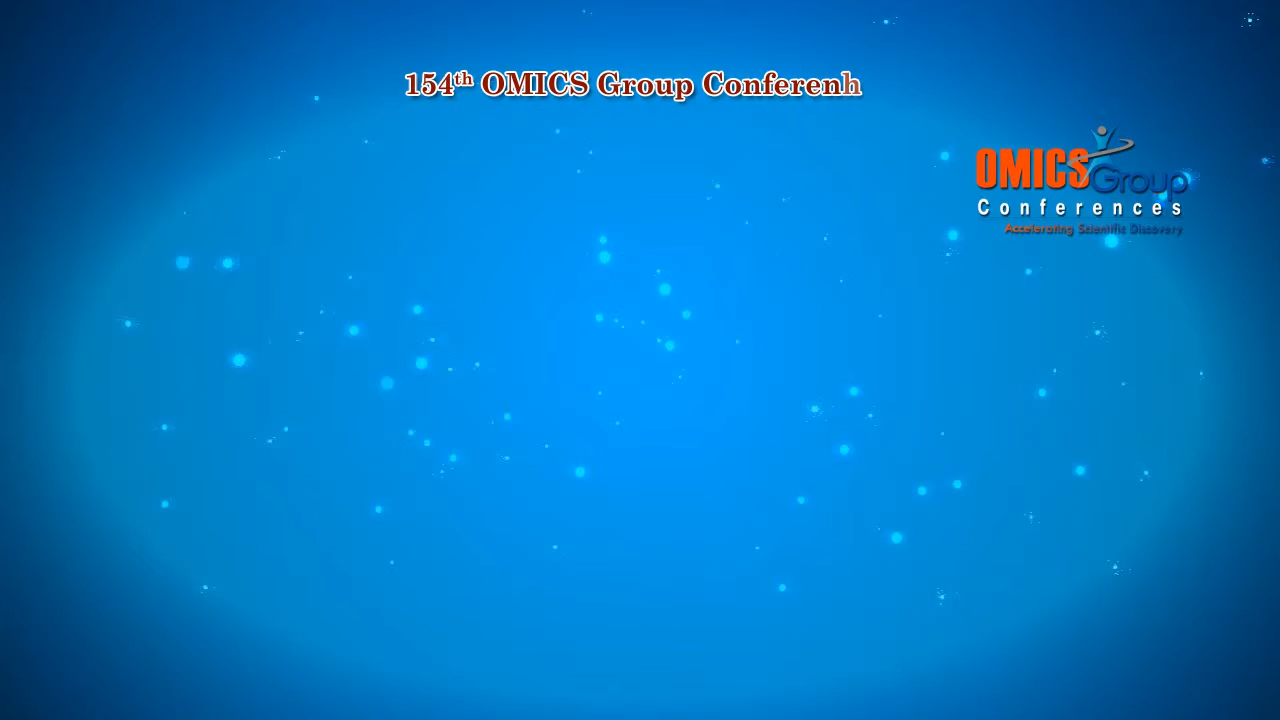 154th OMICS Group Conferenh
OMICS Group
Conferences
Accelerating Scientific Discovery